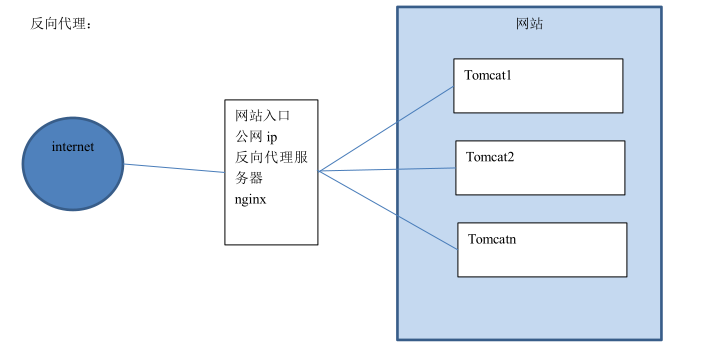 反向代理：
网站
internet
网站入口
公网 ip
反向代理服
务器
nginx
Tomcat1
Tomcat2
Tomcatn